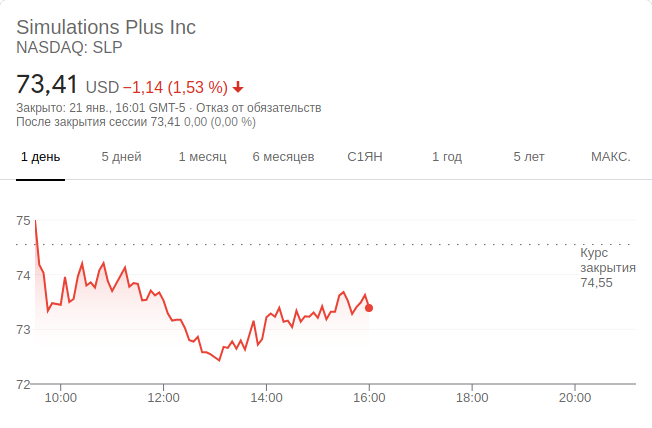 Simulations Plus Inc
NASDAQ: SLP
73,41 USD −1,14 (1,53 %)
Закрыто: 21 янв., 16:01 GMT-5 · Отказ от обязательств
После закрытия сессии 73,41 0,00 (0,00 %)
1 день 5 дней 1 месяц 6 месяцев С1ЯН 1 год 5 лет МАКС.
75
Курс
закрытия
74,55
74
73
72
10:00 12:00 14:00 16:00 18:00 20:00